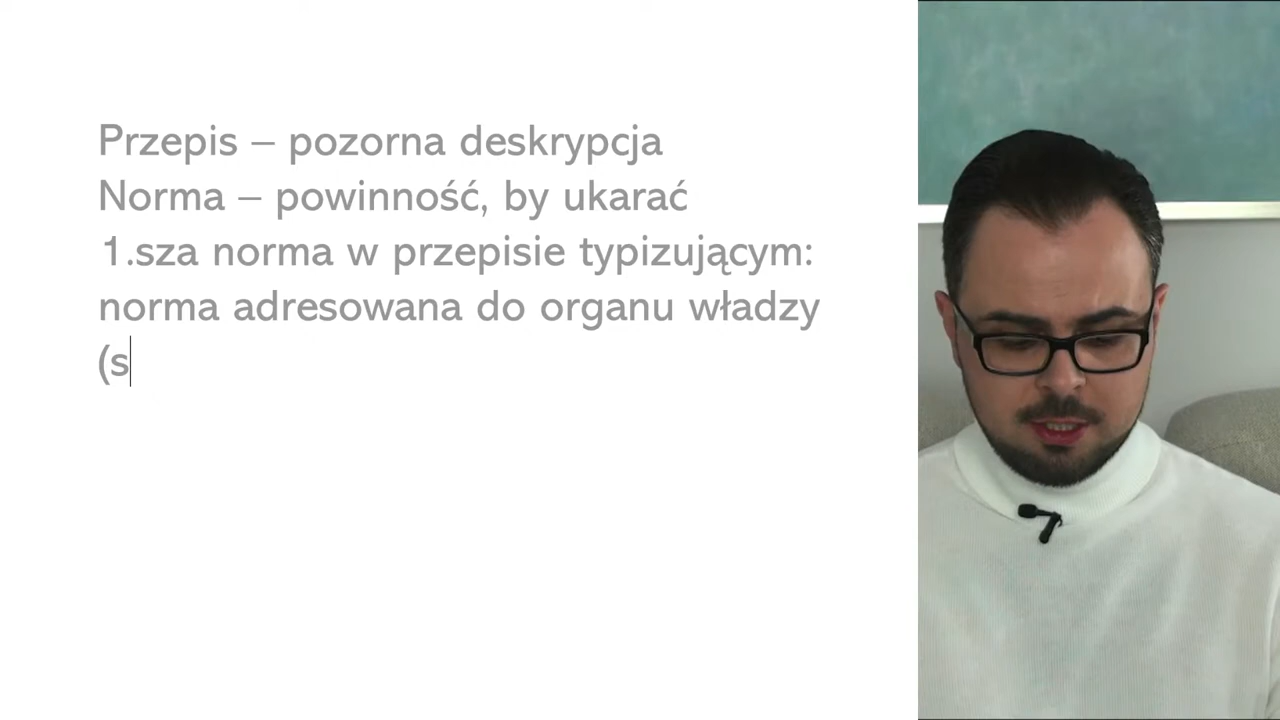 Przepis – pozorna deskrypcja
Norma – powinność, by ukarać
1.sza norma w przepisie typizującym:
norma adresowana do organu władzy
(s